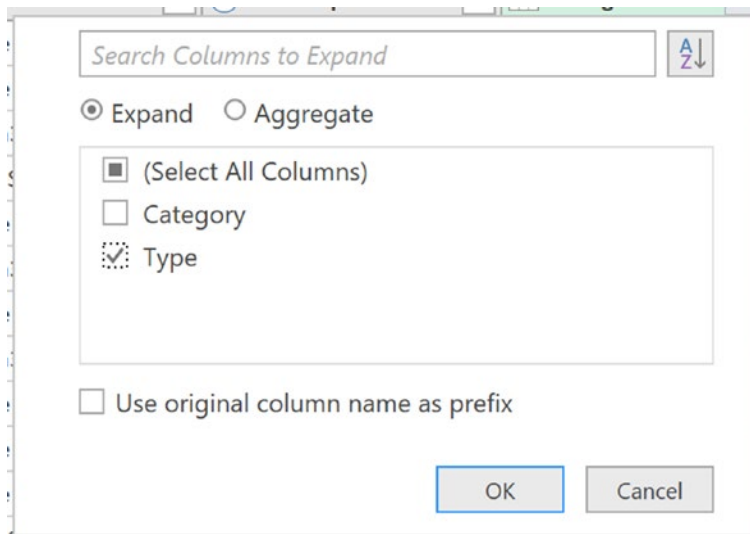 Search Columns to Expand
AZ
Expand Aggregate
(Select All Columns)
Category
Type
Use original column name as prefix
OK Cancel